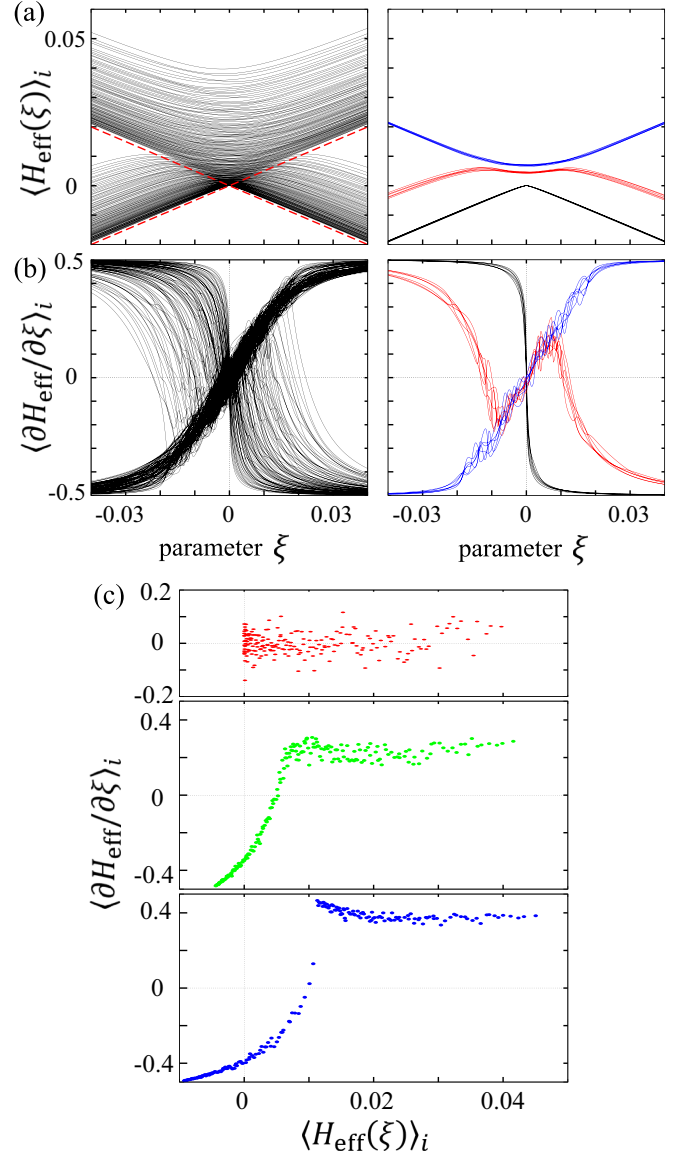 (a)
0.05
0
⟨H_eff(ξ)⟩_i
(b)
0.5
0
-0.5
⟨∂H_eff/∂ξ⟩_i
-0.03 0 0.03 -0.03 0 0.03
parameter ξ parameter ξ
(c)
0.2
0
-0.2
0.4
0
-0.4
0.4
0
-0.4
⟨∂H_eff/∂ξ⟩_i
0 0.02 0.04
⟨H_eff(ξ)⟩_i